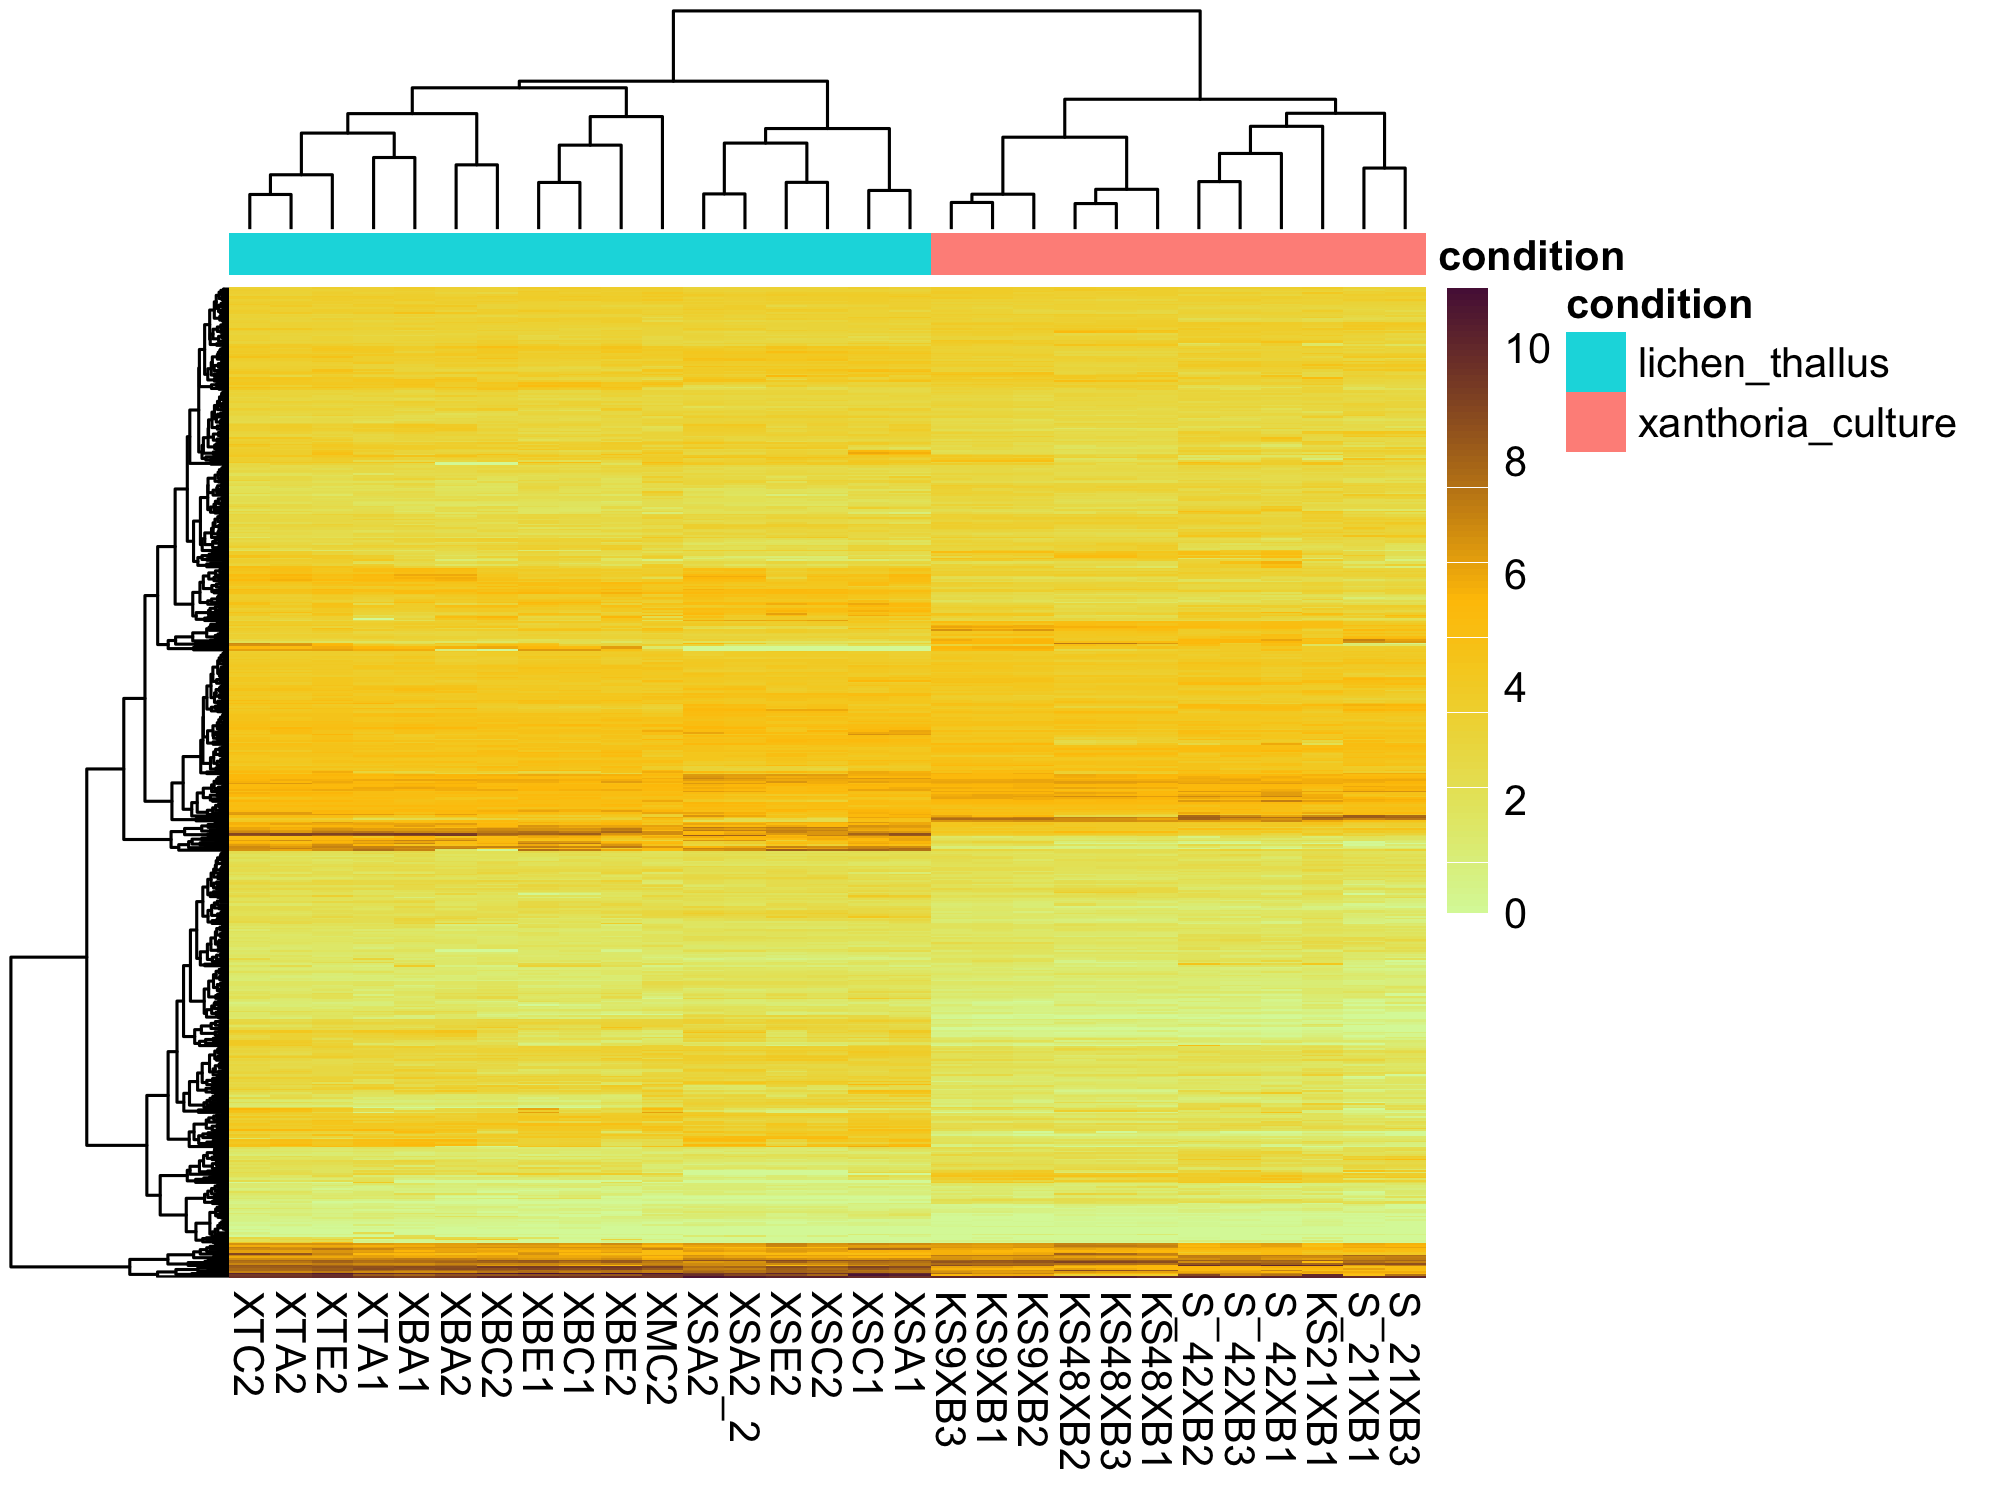 condition
condition
lichen_thallus
xanthoria_culture
10
8
6
4
2
0
XTC2
XTA2
XTE2
XTA1
XBA1
XBA2
XBC2
XBE1
XBC1
XBE2
XMC2
XSA2
XSA2_2
XSE2
XSC2
XSC1
XSA1
KS9XB3
KS9XB1
KS9XB2
KS48XB2
KS48XB3
KS48XB1
S_42XB2
S_42XB3
S_42XB1
KS21XB1
S_21XB1
S_21XB3